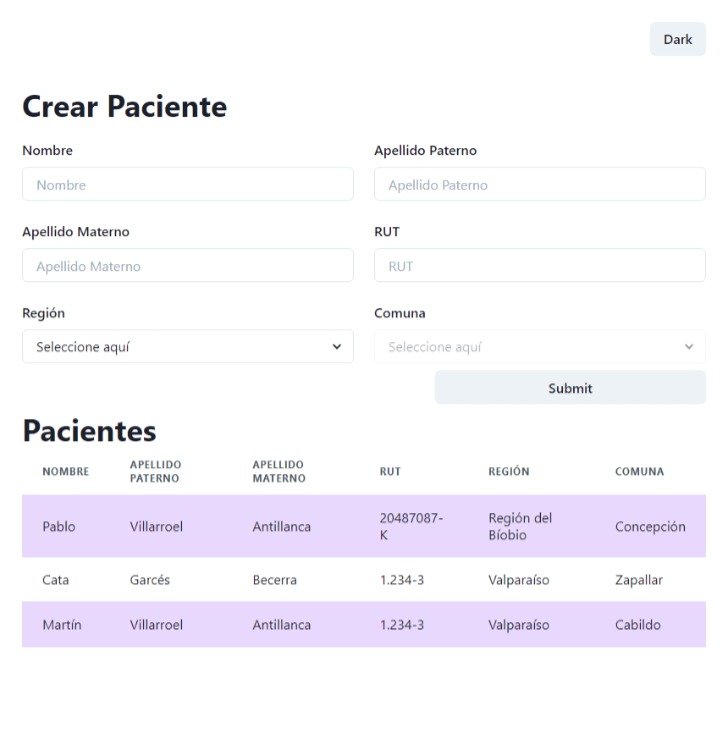 Dark
Crear Paciente
Nombre Apellido Paterno
Nombre Apellido Paterno
Apellido Materno RUT
Apellido Materno RUT
Región Comuna
Seleccione aquí Seleccione aquí
Submit
Pacientes
NOMBRE APELLIDO PATERNO APELLIDO MATERNO RUT REGIÓN COMUNA
Pablo Villarroel Antillanca 20487087-K Región del Bíobio Concepción
Cata Garcés Becerra 1.234-3 Valparaíso Zapallar
Martín Villarroel Antillanca 1.234-3 Valparaíso Cabildo